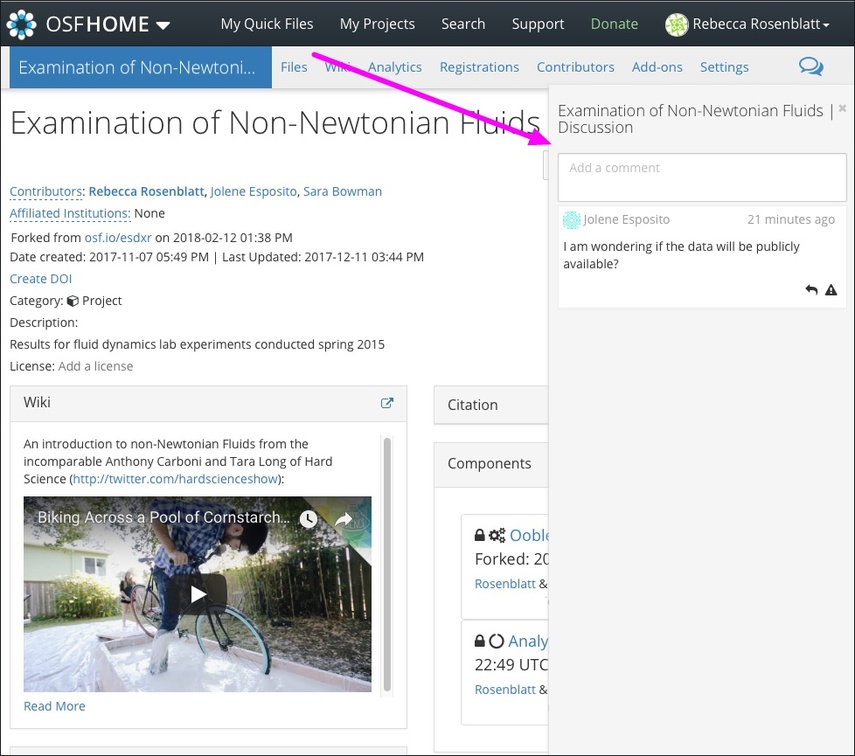 OSFHOME
My Quick Files
My Projects
Search
Support
Donate
Rebecca Rosenblatt
Examination of Non-Newtoni...
Files
Wiki
Analytics
Registrations
Contributors
Add-ons
Settings
Examination of Non-Newtonian Fluids
Contributors: Rebecca Rosenblatt, Jolene Esposito, Sara Bowman
Affiliated Institutions: None
Forked from osf.io/esdxr on 2018-02-12 01:38 PM
Date created: 2017-11-07 05:49 PM | Last Updated: 2017-12-11 03:44 PM
Create DOI
Category: Project
Description:
Results for fluid dynamics lab experiments conducted spring 2015
License: Add a license
Wiki
An introduction to non-Newtonian Fluids from the
incomparable Anthony Carboni and Tara Long of Hard
Science (http://twitter.com/hardscienceshow):
Biking Across a Pool of Cornstarch...
Read More
Citation
Components
Ooble
Forked: 20
Rosenblatt &
Analy
22:49 UTC
Rosenblatt &
Examination of Non-Newtonian Fluids |
Discussion
Add a comment
Jolene Esposito
21 minutes ago
I am wondering if the data will be publicly
available?